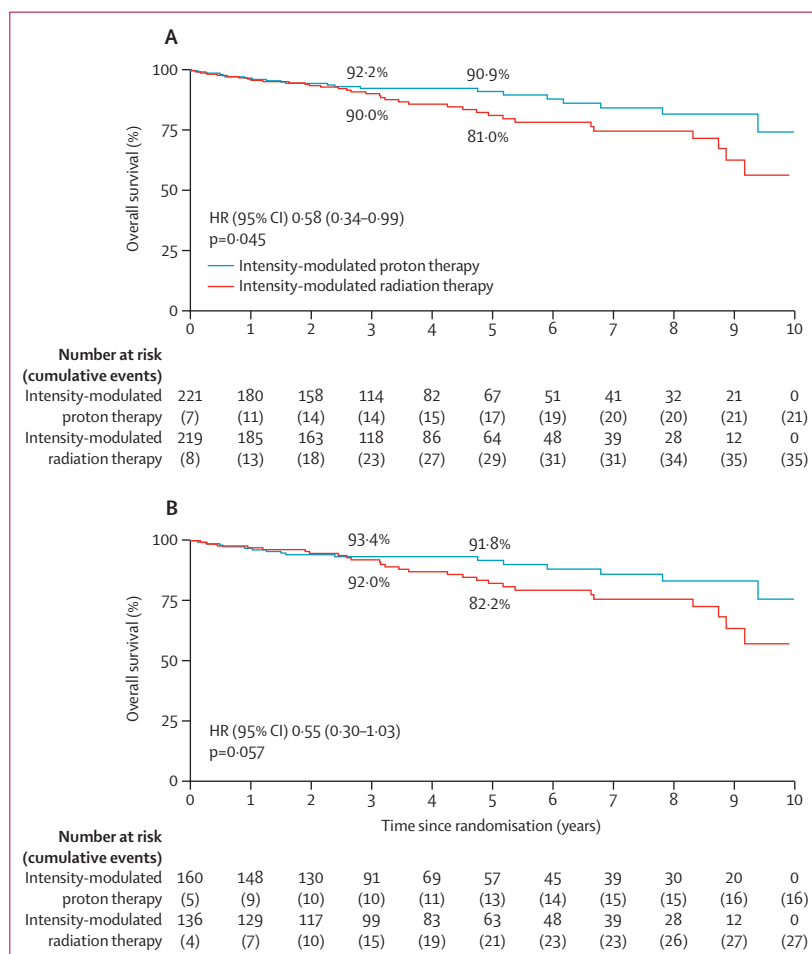 A
100
75
50
25
0
Overall survival (%)
92·2%
90·9%
90·0%
81·0%
HR (95% CI) 0·58 (0·34–0·99)
p=0·045
Intensity-modulated proton therapy
Intensity-modulated radiation therapy
0 1 2 3 4 5 6 7 8 9 10
Number at risk
(cumulative events)
Intensity-modulated 221 180 158 114 82 67 51 41 32 21 0
proton therapy (7) (11) (14) (14) (15) (17) (19) (20) (20) (21) (21)
Intensity-modulated 219 185 163 118 86 64 48 39 28 12 0
radiation therapy (8) (13) (18) (23) (27) (29) (31) (31) (34) (35) (35)
B
100
75
50
25
0
Overall survival (%)
93·4%
91·8%
92·0%
82·2%
HR (95% CI) 0·55 (0·30–1·03)
p=0·057
0 1 2 3 4 5 6 7 8 9 10
Time since randomisation (years)
Number at risk
(cumulative events)
Intensity-modulated 160 148 130 91 69 57 45 39 30 20 0
proton therapy (5) (9) (10) (10) (11) (13) (14) (15) (15) (16) (16)
Intensity-modulated 136 129 117 99 83 63 48 39 28 12 0
radiation therapy (4) (7) (10) (15) (19) (21) (23) (23) (26) (27) (27)